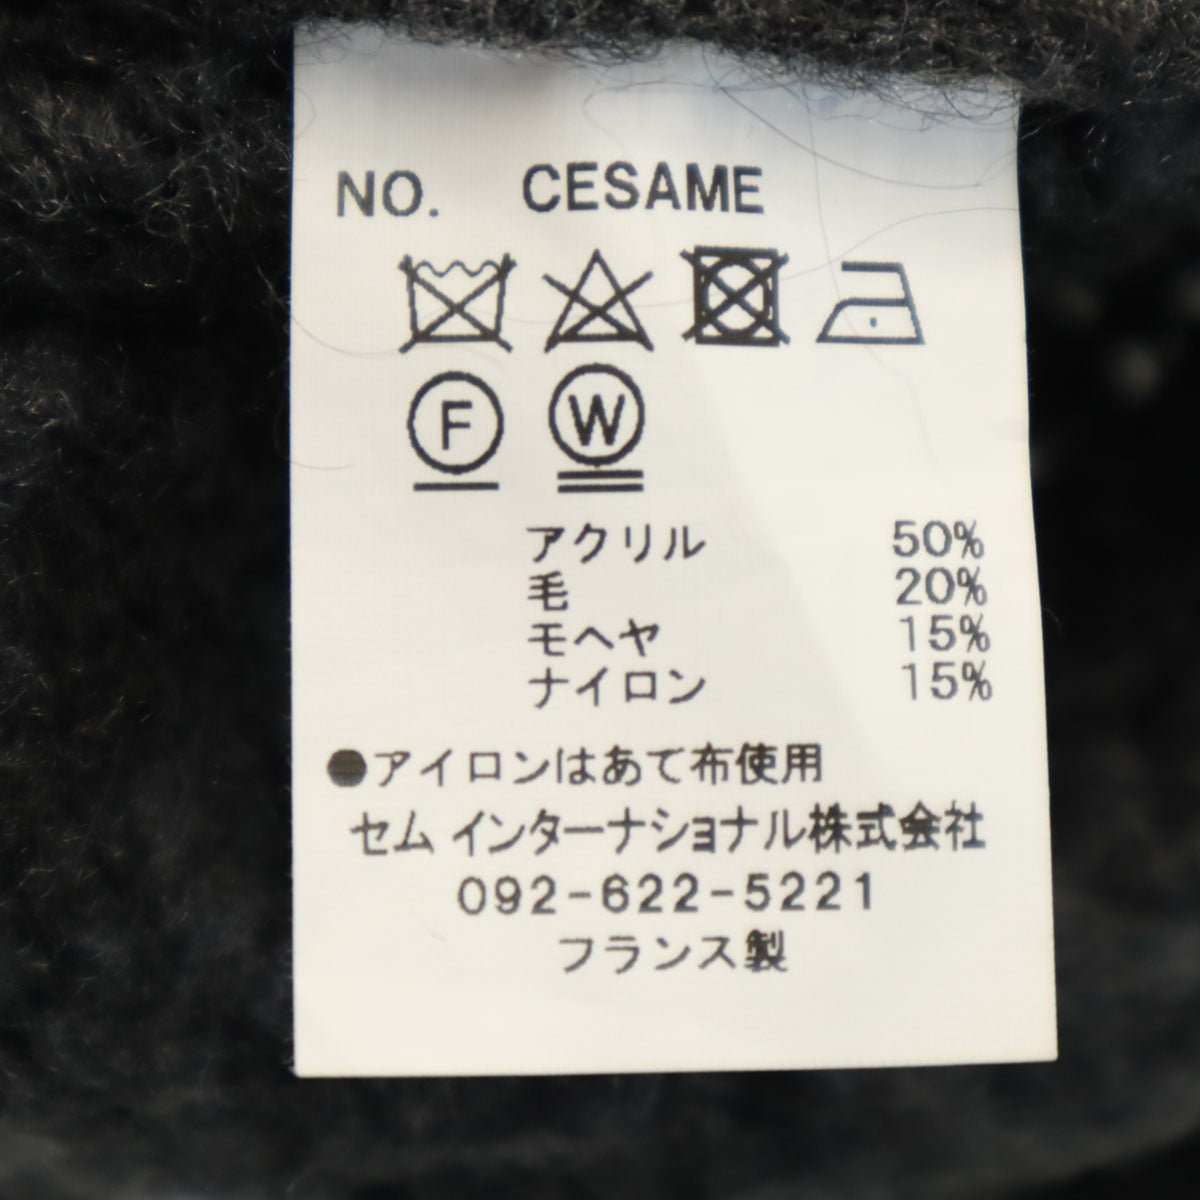 NO. CESAME
F W
アクリル 50%
毛 20%
モヘヤ 15%
ナイロン 15%
●アイロンはあて布使用
セム インターナショナル株式会社
092-622-5221
フランス製